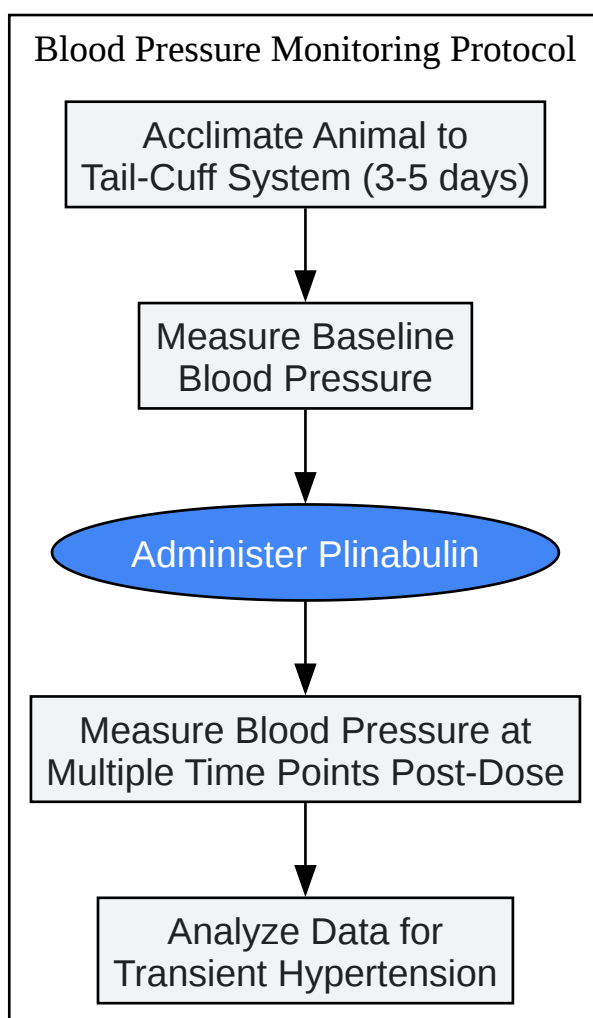 Blood Pressure Monitoring Protocol
Acclimate Animal to
Tail-Cuff System (3-5 days)
Measure Baseline
Blood Pressure
Administer Plinabulin
Measure Blood Pressure at
Multiple Time Points Post-Dose
Analyze Data for
Transient Hypertension